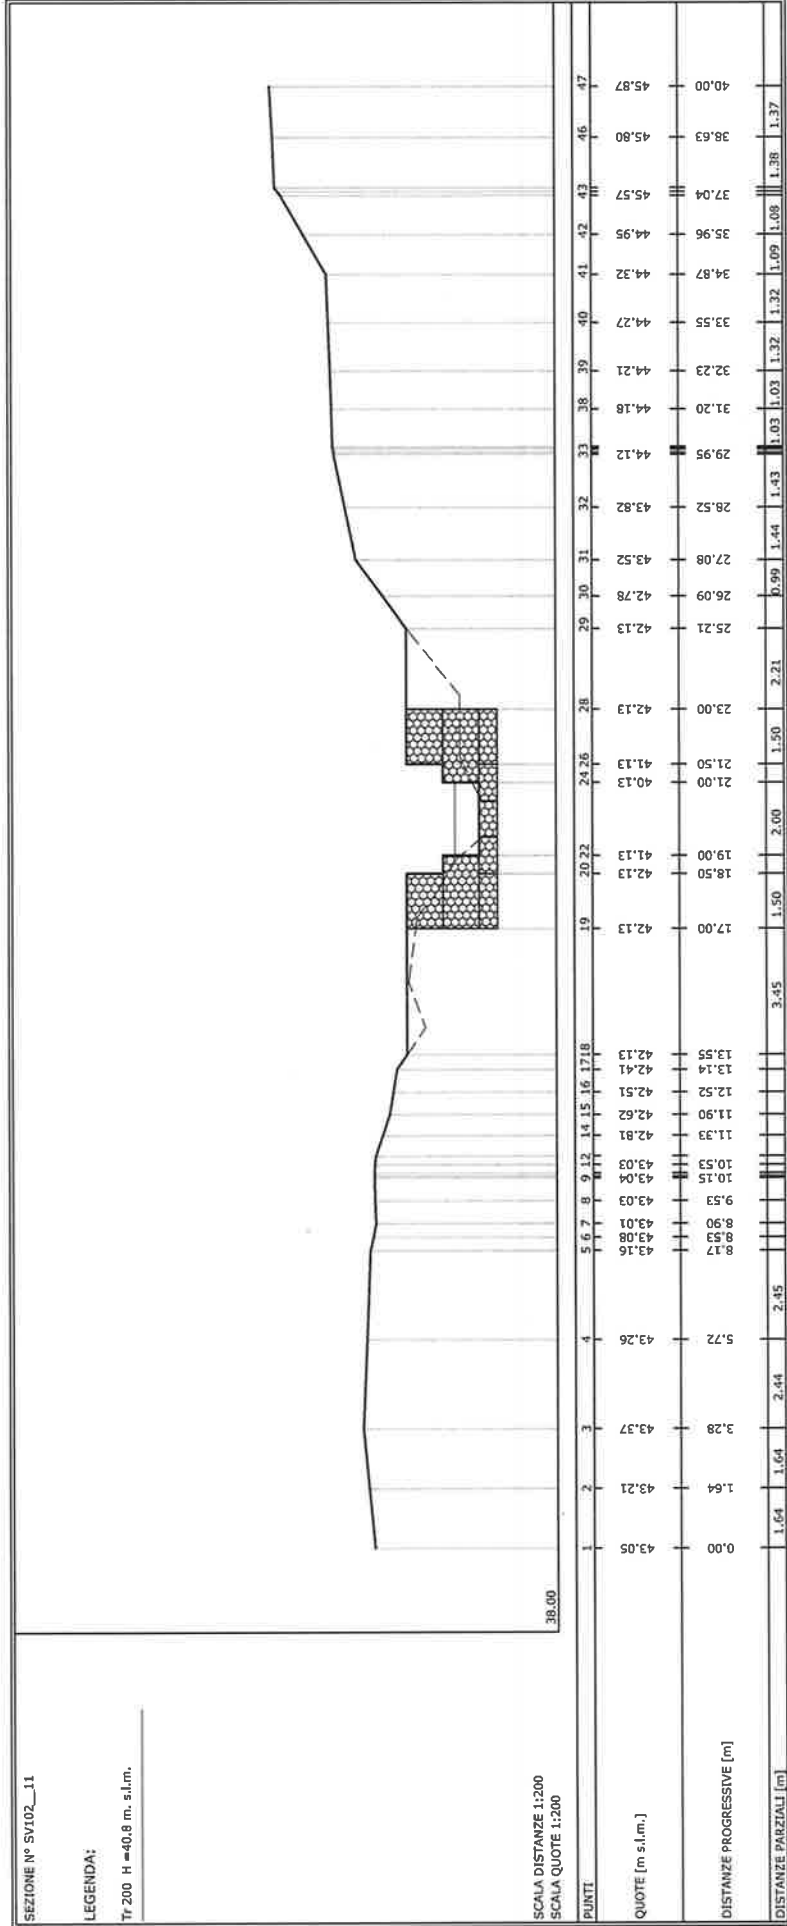 SEZIONE N° SV102__11
LEGENDA:
Tr 200 H =40.8 m. s.l.m.
38.00
SCALA DISTANZE 1:200
SCALA QUOTE 1:200
PUNTI 1 2 3 4 5 6 7 8 9 12 14 15 16 17 18 19 20 22 24 26 28 29 30 31 32 33 38 39 40 41 42 43 46 47
QUOTE [m s.l.m.] 43.05 43.21 43.37 43.26 43.16 43.08 43.01 43.03 43.04 43.03 42.81 42.62 42.51 42.41 42.13 42.13 42.13 41.13 40.13 41.13 42.13 42.13 42.78 43.52 43.82 44.12 44.18 44.21 44.27 44.32 44.95 45.57 45.80 45.87
DISTANZE PROGRESSIVE [m] 0.00 1.64 3.28 5.72 8.17 8.53 8.90 9.53 10.15 10.53 11.33 11.90 12.52 13.14 13.55 17.00 18.50 19.00 21.00 21.50 23.00 25.21 26.09 27.08 28.52 29.95 31.20 32.23 33.55 34.87 35.96 37.04 38.63 40.00
DISTANZE PARZIALI [m] 1.64 1.64 2.44 2.45 3.45 1.50 2.00 1.50 2.21 0.99 1.44 1.43 1.03 1.03 1.32 1.32 1.09 1.08 1.38 1.37